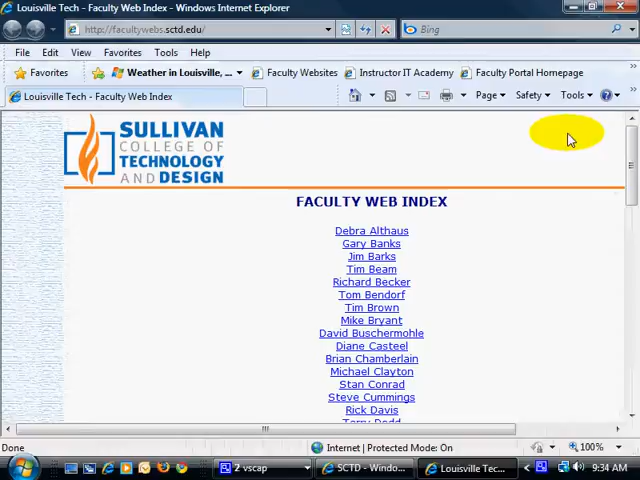 Louisville Tech - Faculty Web Index - Windows Internet Explorer
http://facultywebs.sctd.edu/
Bing
File Edit View Favorites Tools Help
Favorites Weather in Louisville, ... Faculty Websites Instructor IT Academy Faculty Portal Homepage
Louisville Tech - Faculty Web Index
Page Safety Tools
SULLIVAN
COLLEGE OF
TECHNOLOGY
AND DESIGN
FACULTY WEB INDEX
Debra Althaus
Gary Banks
Jim Barks
Tim Beam
Richard Becker
Tom Bendorf
Tim Brown
Mike Bryant
David Buschermohle
Diane Casteel
Brian Chamberlain
Michael Clayton
Stan Conrad
Steve Cummings
Rick Davis
Terry Dodd
Done Internet | Protected Mode: On 100%
2 vscap SCTD - Windo... Louisville Tec... 9:34 AM